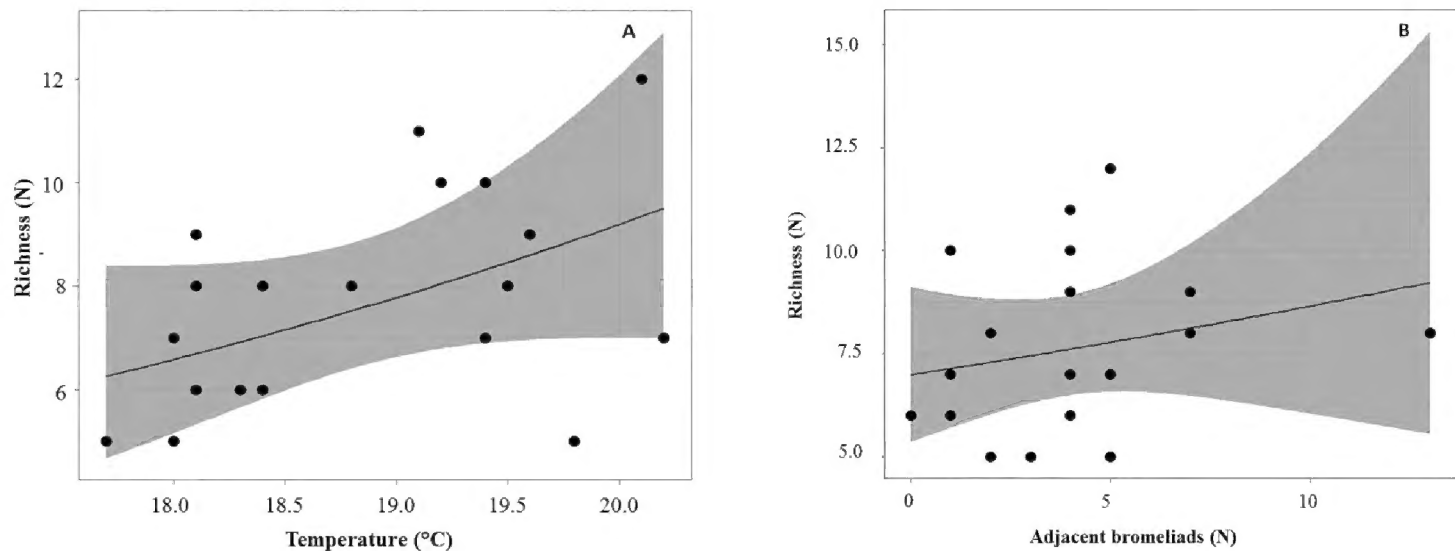 A
12
10
8
6
Richness (N)
18.0 18.5 19.0 19.5 20.0
Temperature (°C)
B
15.0
12.5
10.0
7.5
5.0
Richness (N)
0 5 10
Adjacent bromeliads (N)